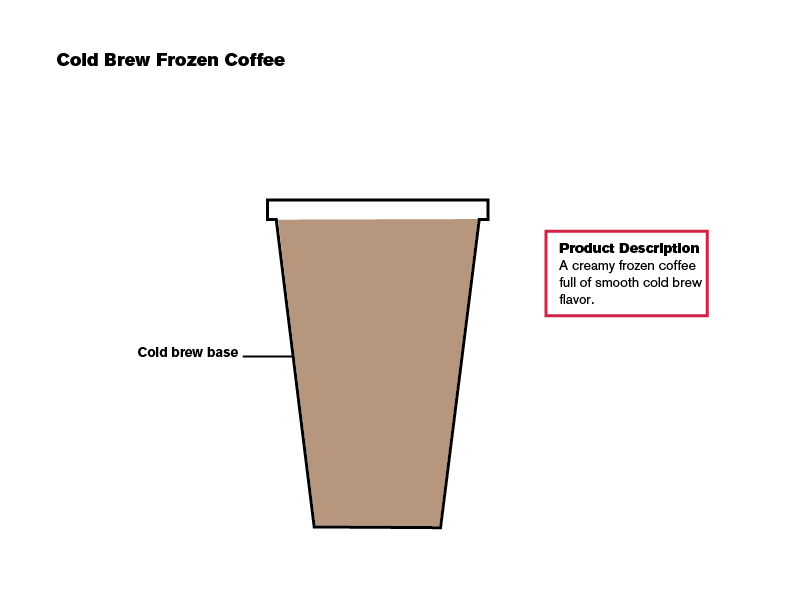 Cold Brew Frozen Coffee
Product Description
A creamy frozen coffee
full of smooth cold brew
flavor.
Cold brew base